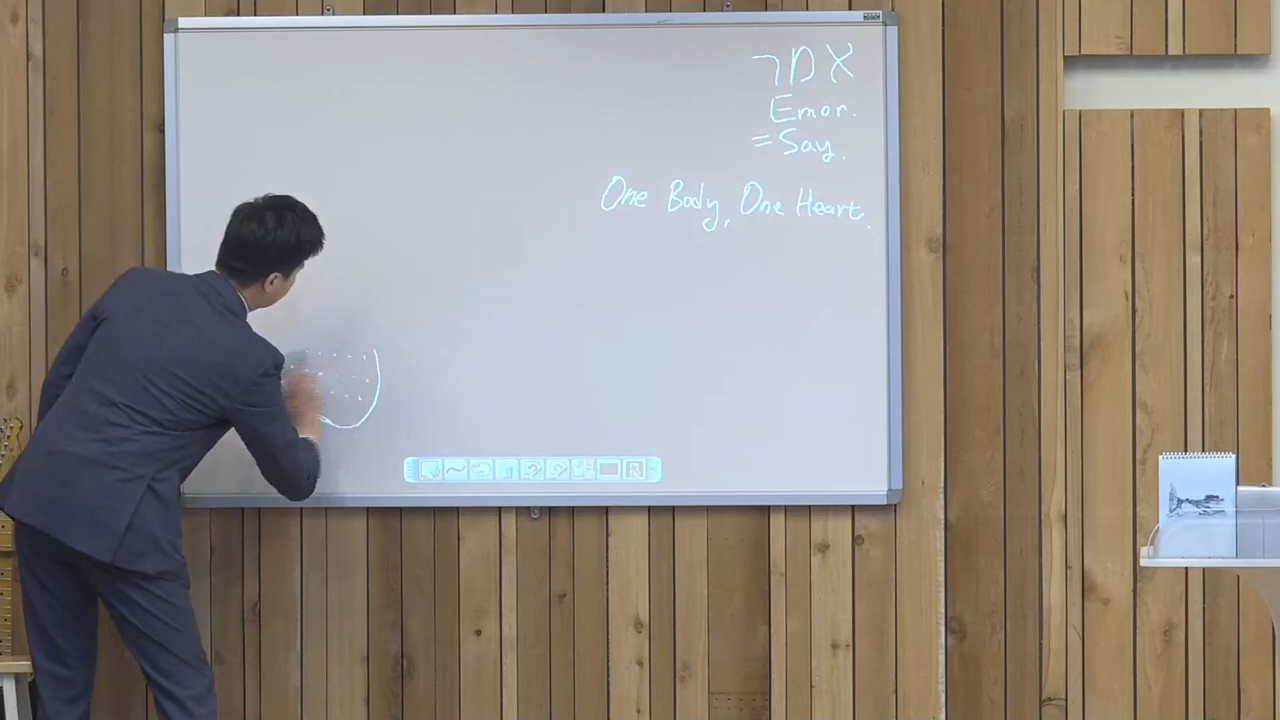 אמר
Emor.
= Say.
One Body, One Heart.